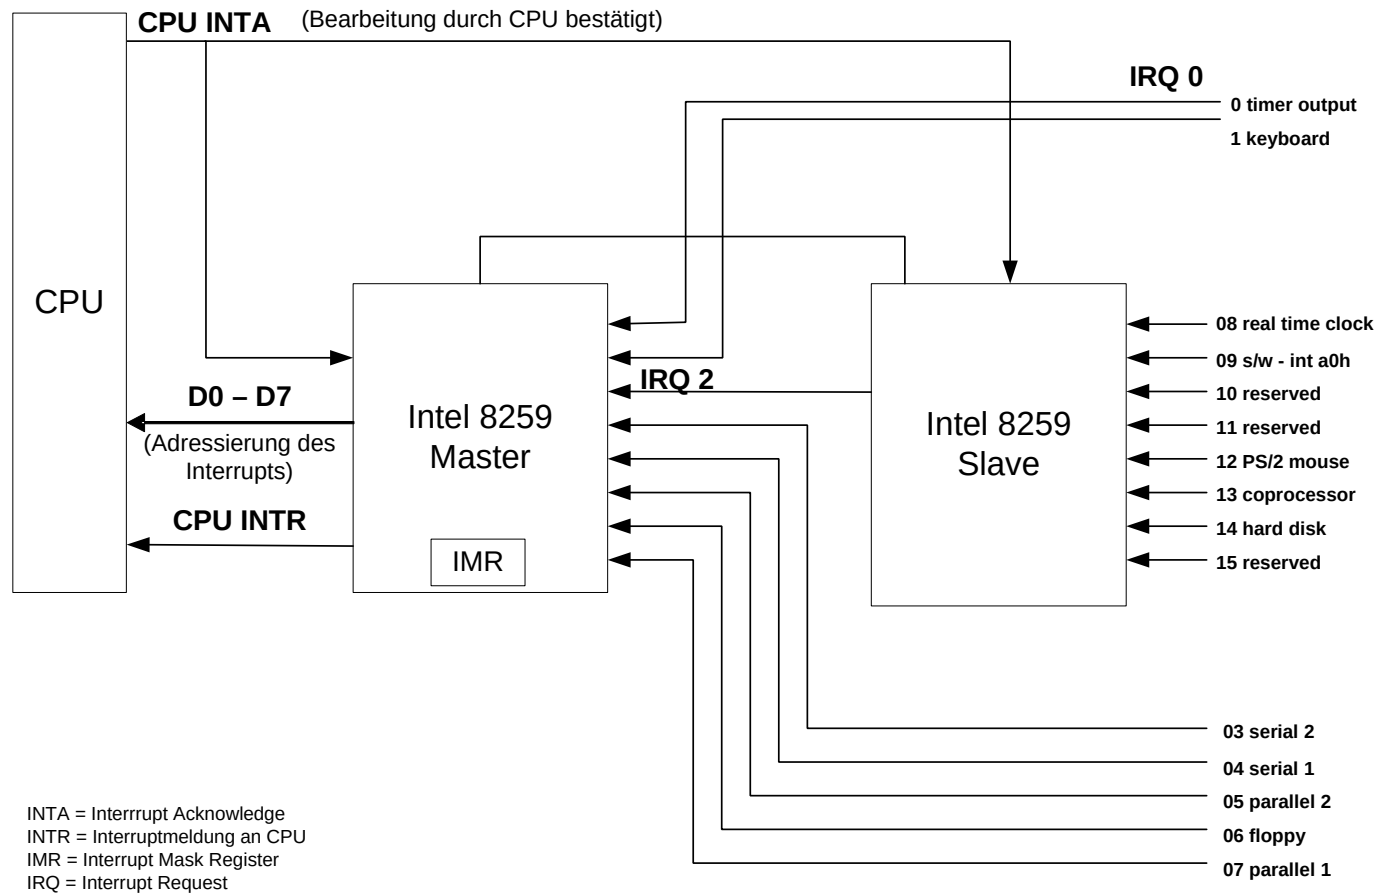 CPU INTA (Bearbeitung durch CPU bestätigt)
IRQ 0
0 timer output
1 keyboard
CPU
08 real time clock
09 s/w - int a0h
IRQ 2
D0 – D7
10 reserved
Intel 8259
Master
Intel 8259
Slave
11 reserved
(Adressierung des
Interrupts)
12 PS/2 mouse
13 coprocessor
CPU INTR
14 hard disk
IMR
15 reserved
03 serial 2
04 serial 1
05 parallel 2
06 floppy
07 parallel 1
INTA = Interrrupt Acknowledge
INTR = Interruptmeldung an CPU
IMR = Interrupt Mask Register
IRQ = Interrupt Request